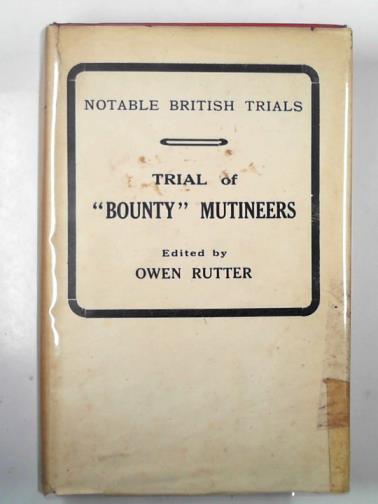 NOTABLE BRITISH TRIALS
TRIAL of
"BOUNTY" MUTINEERS
Edited by
OWEN RUTTER